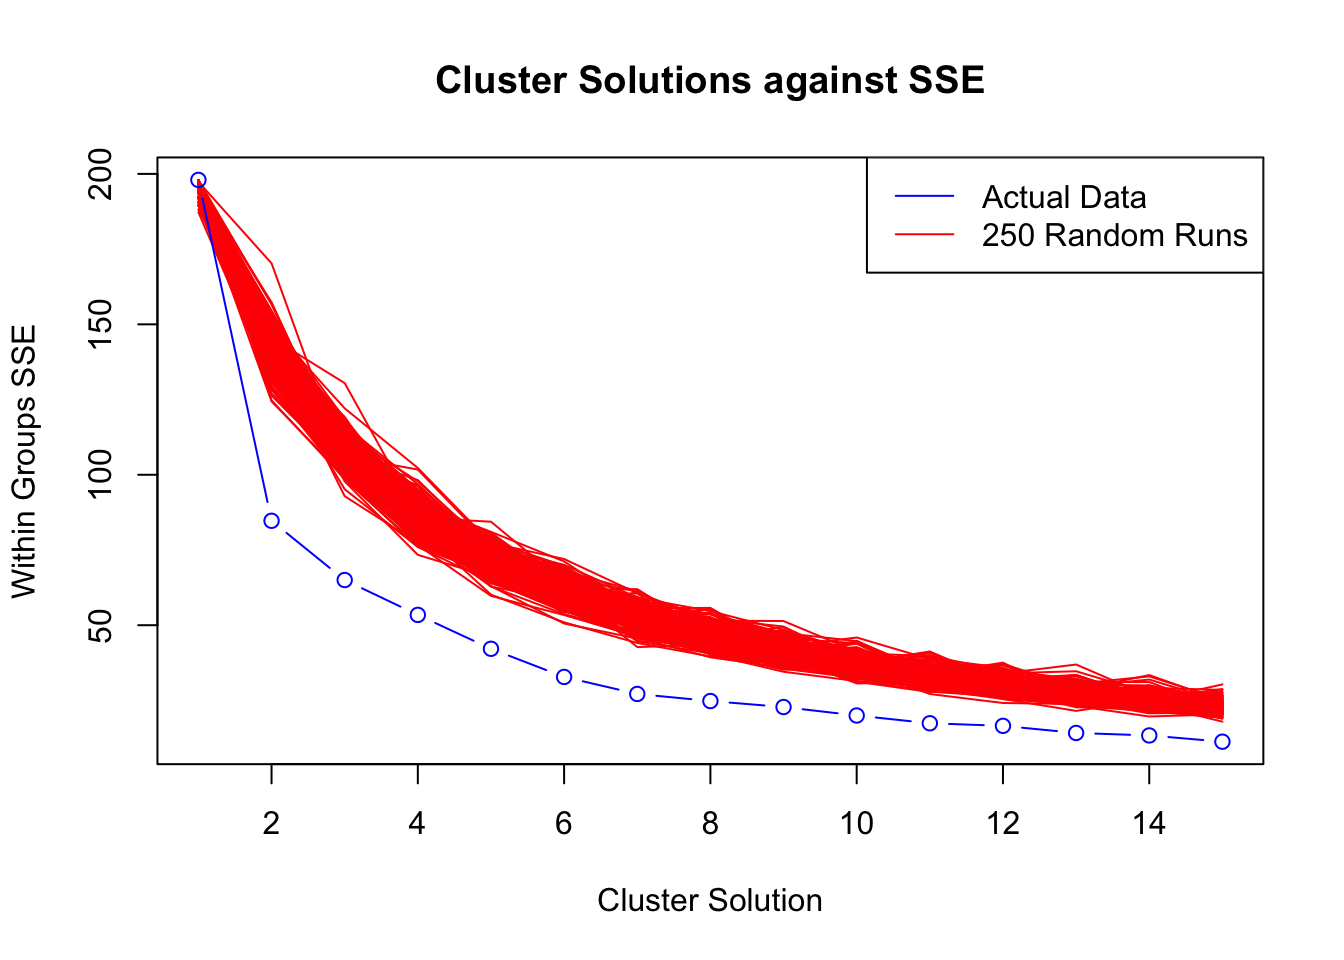 Cluster Solutions against SSE
Actual Data
250 Random Runs
Within Groups SSE
200
150
100
50
2 4 6 8 10 12 14
Cluster Solution